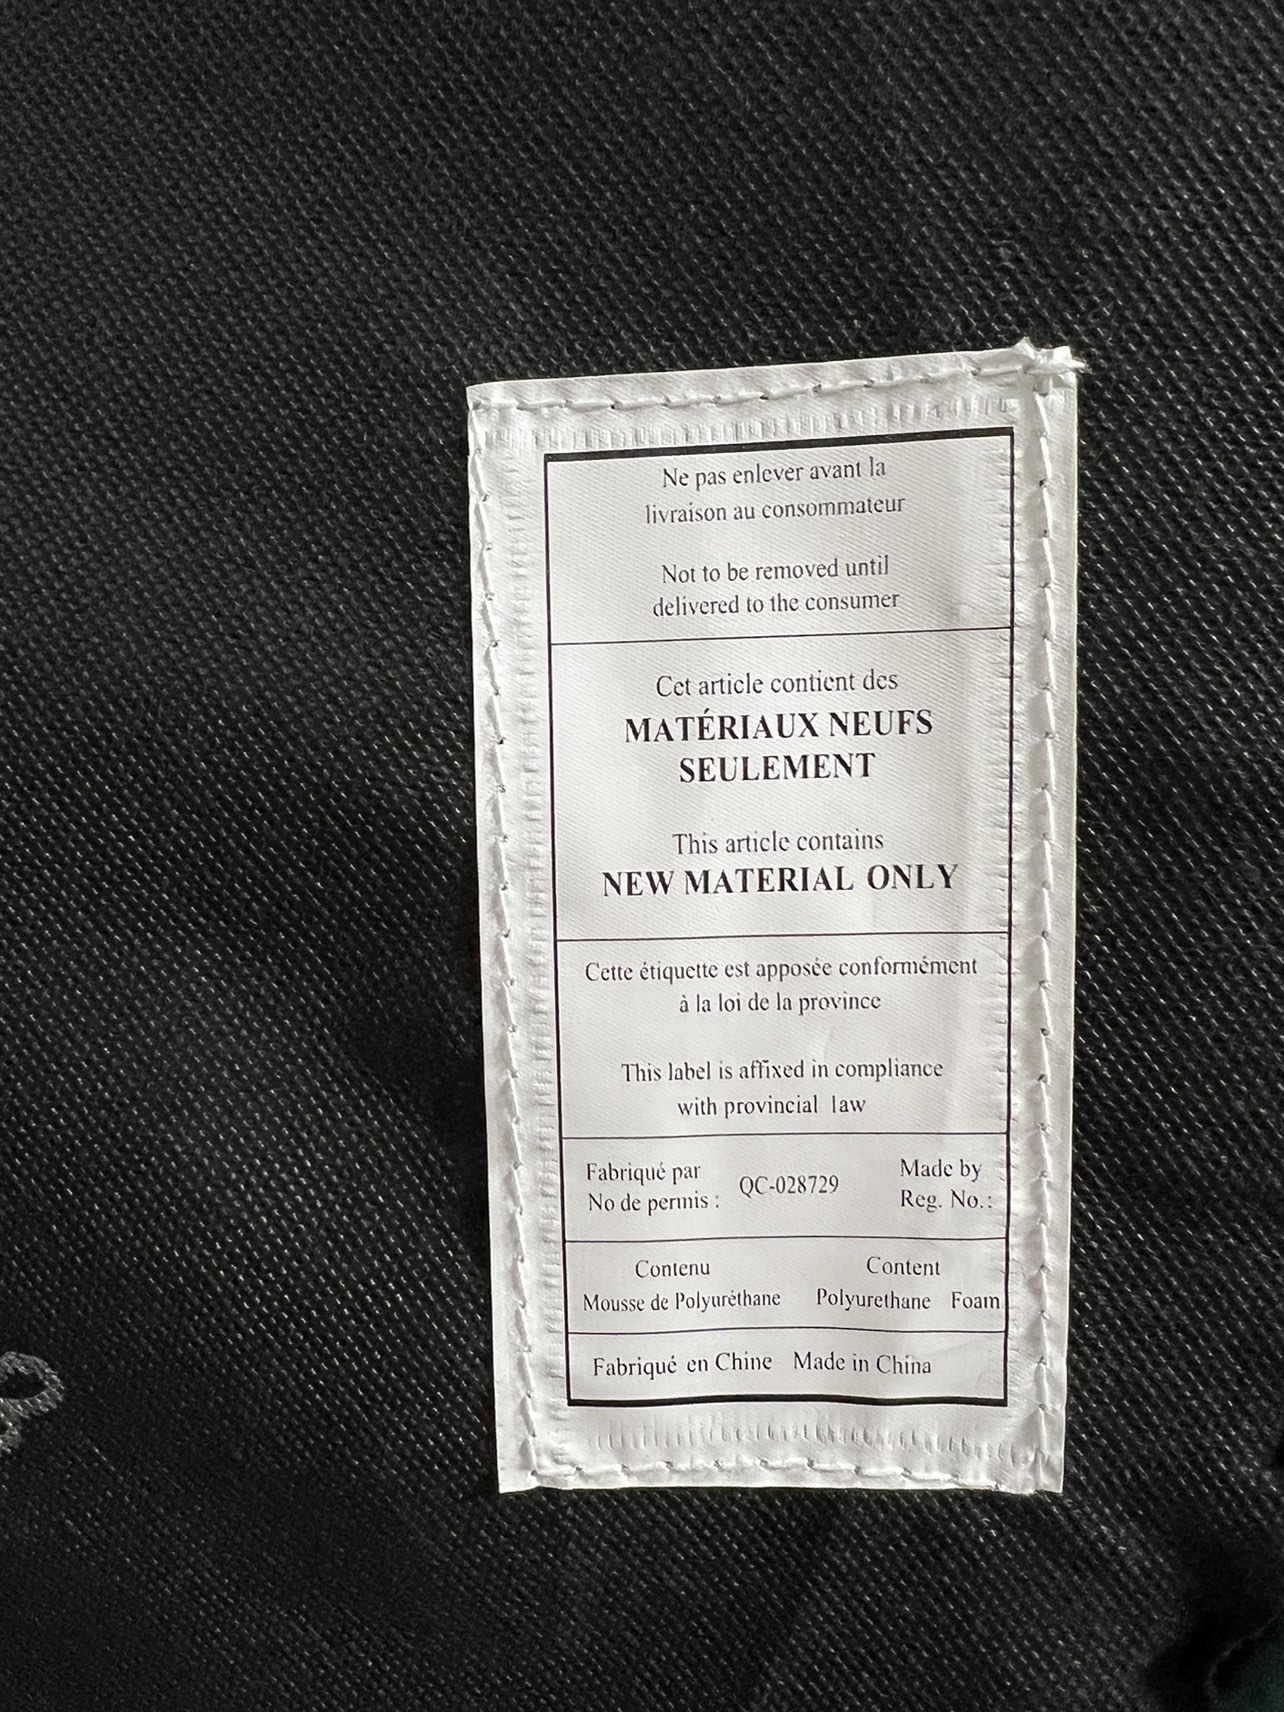 Ne pas enlever avant la
livraison au consommateur
Not to be removed until
delivered to the consumer
Cet article contient des
MATÉRIAUX NEUFS
SEULEMENT
This article contains
NEW MATERIAL ONLY
Cette étiquette est apposée conformément
à la loi de la province
This label is affixed in compliance
with provincial law
Fabriqué par
No de permis : QC-028729
Made by
Reg. No.:
Contenu
Mousse de Polyuréthane
Content
Polyurethane Foam
Fabriqué en Chine Made in China